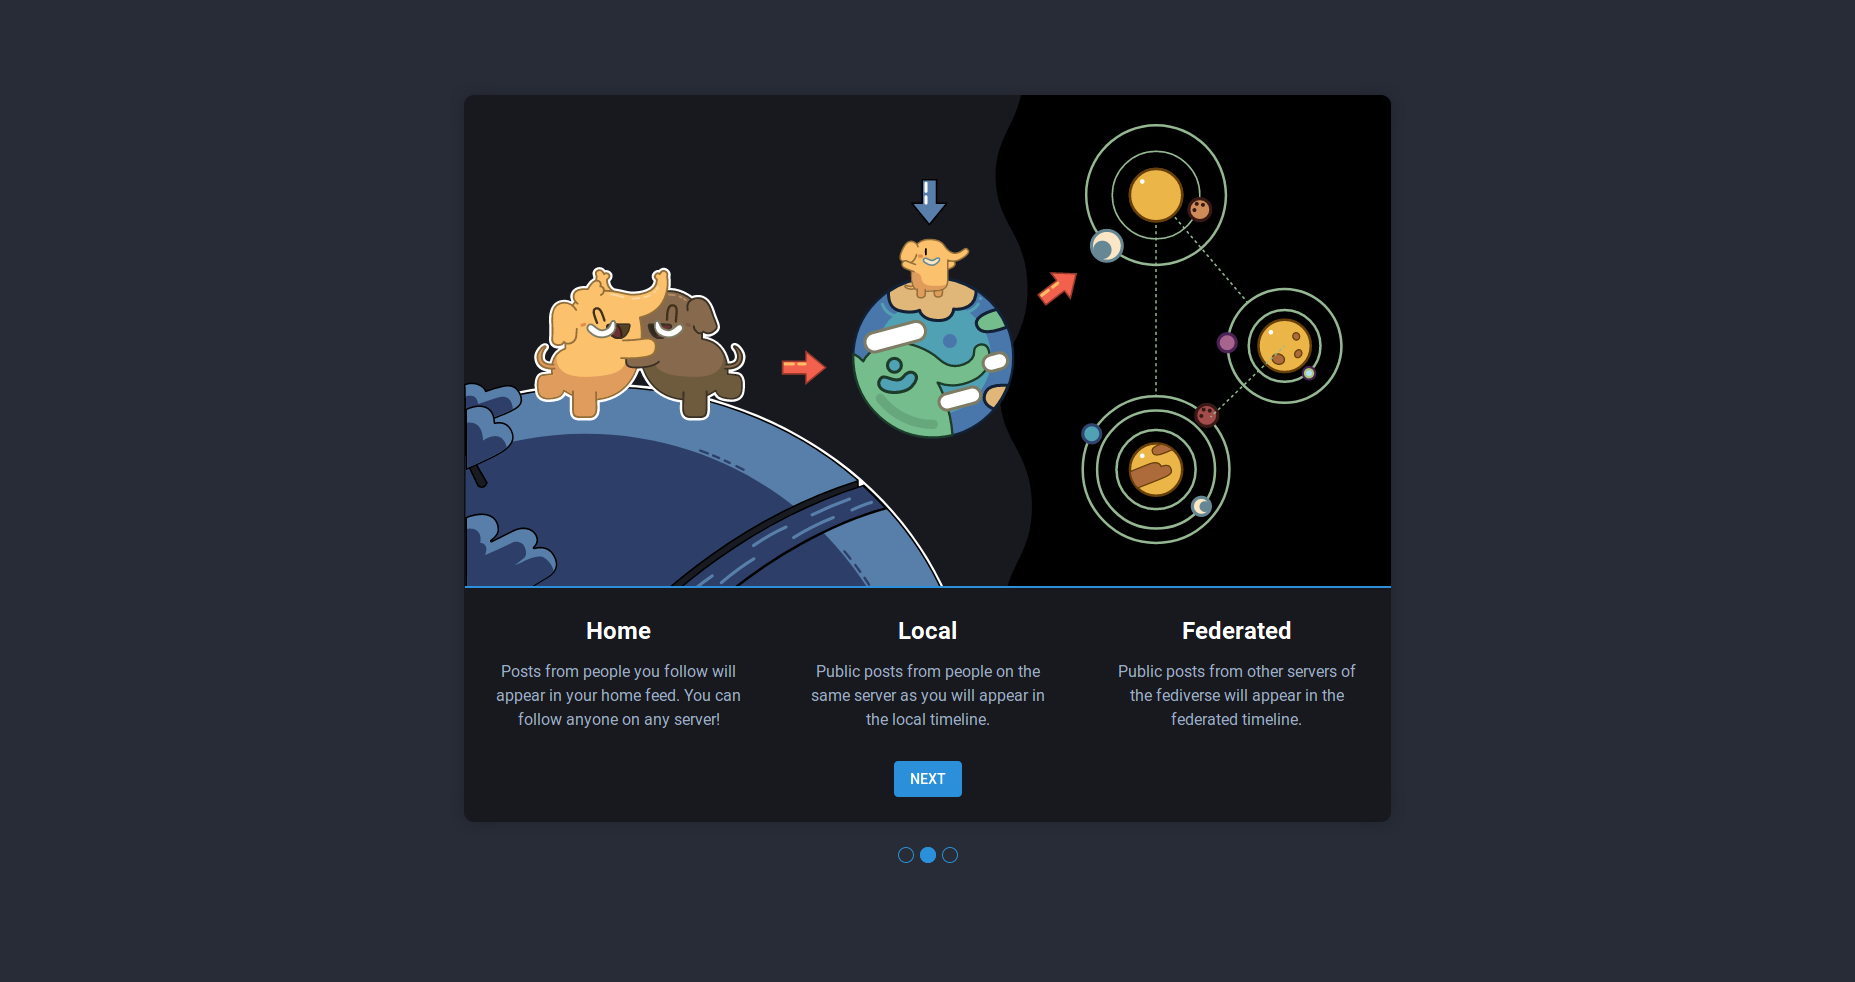 Home
Posts from people you follow will
appear in your home feed. You can
follow anyone on any server!
Local
Public posts from people on the
same server as you will appear in
the local timeline.
Federated
Public posts from other servers of
the fediverse will appear in the
federated timeline.
NEXT